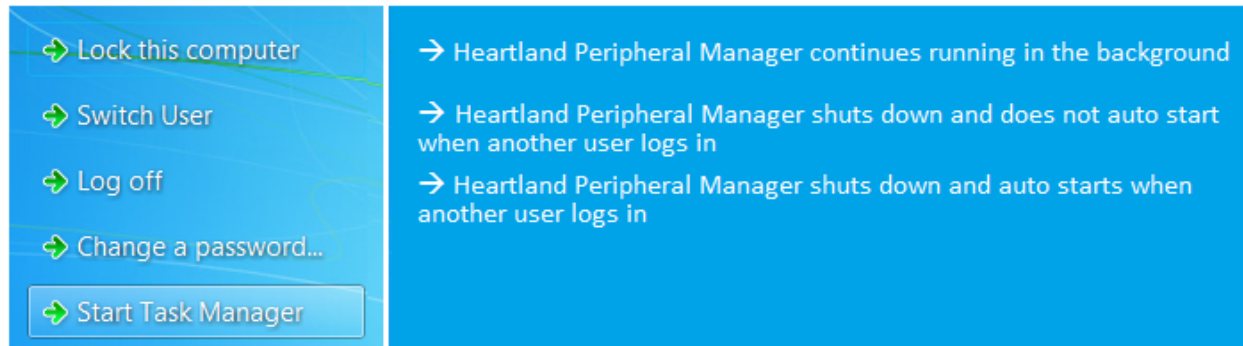 Lock this computer
→ Heartland Peripheral Manager continues running in the background
Switch User
→ Heartland Peripheral Manager shuts down and does not auto start
when another user logs in
Log off
→ Heartland Peripheral Manager shuts down and auto starts when
another user logs in
Change a password...
Start Task Manager